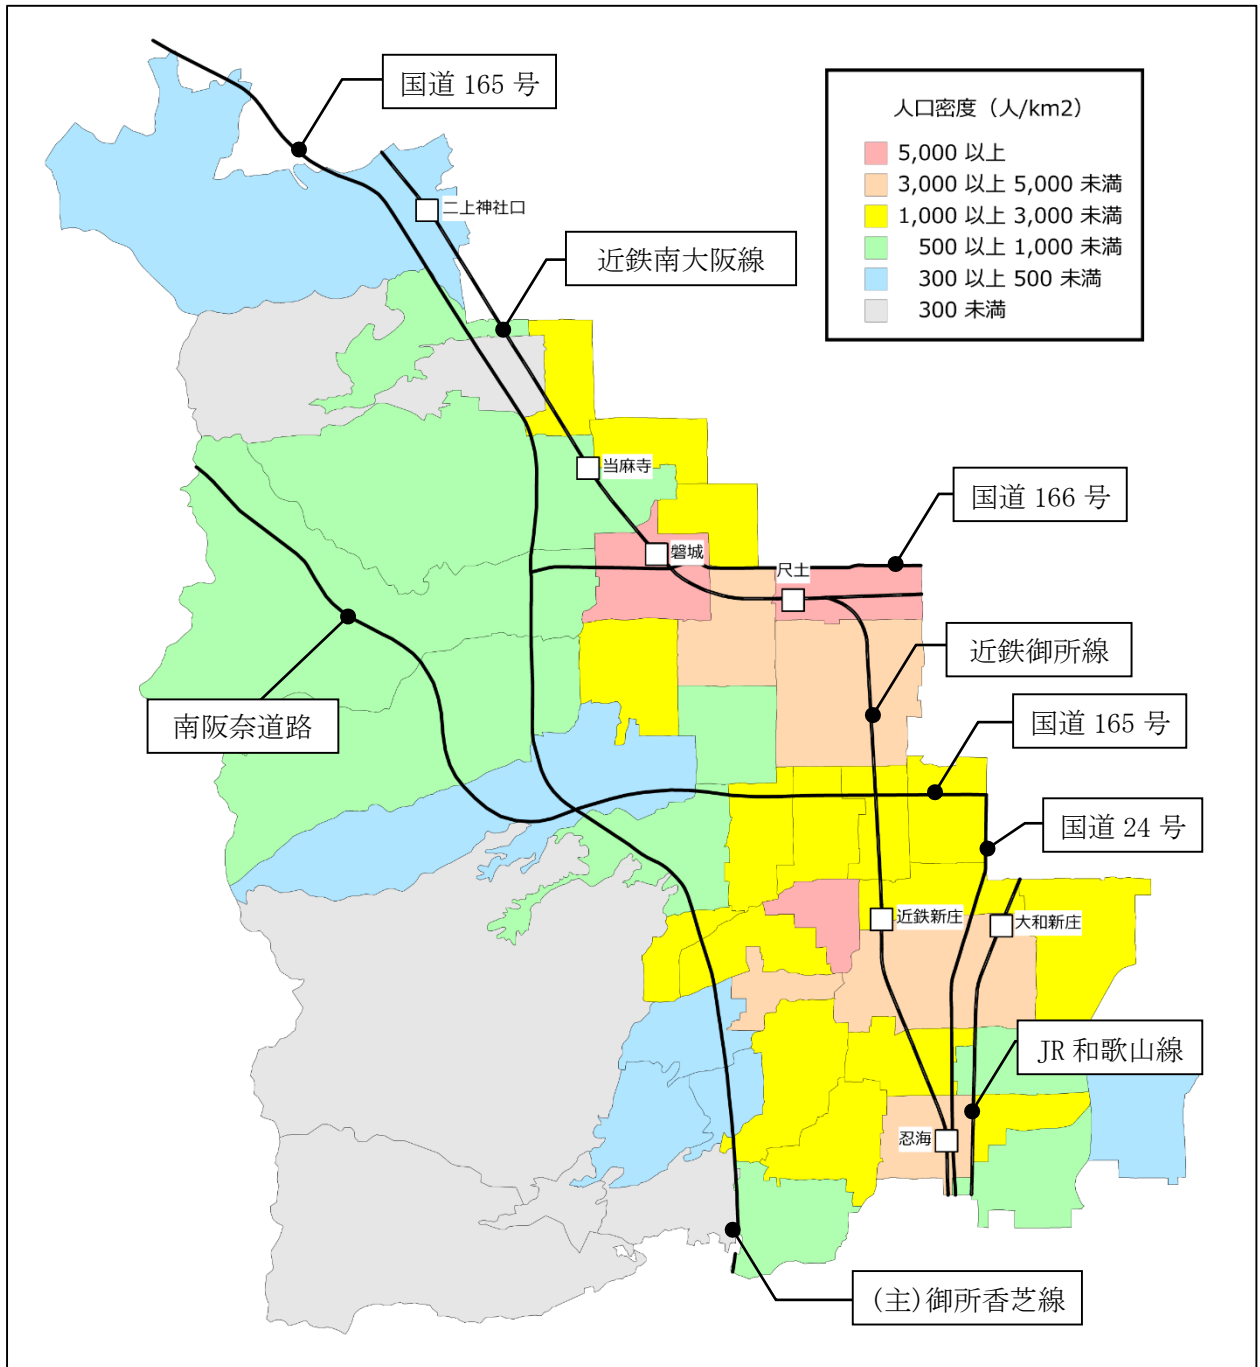 国道 165 号
人口密度（人/km2）
5,000 以上
3,000 以上 5,000 未満
1,000 以上 3,000 未満
500 以上 1,000 未満
300 以上 500 未満
300 未満
二上神社口
近鉄南大阪線
当麻寺
国道 166 号
磐城
尺土
近鉄御所線
南阪奈道路
国道 165 号
国道 24 号
近鉄新庄
大和新庄
JR 和歌山線
忍海
(主)御所香芝線